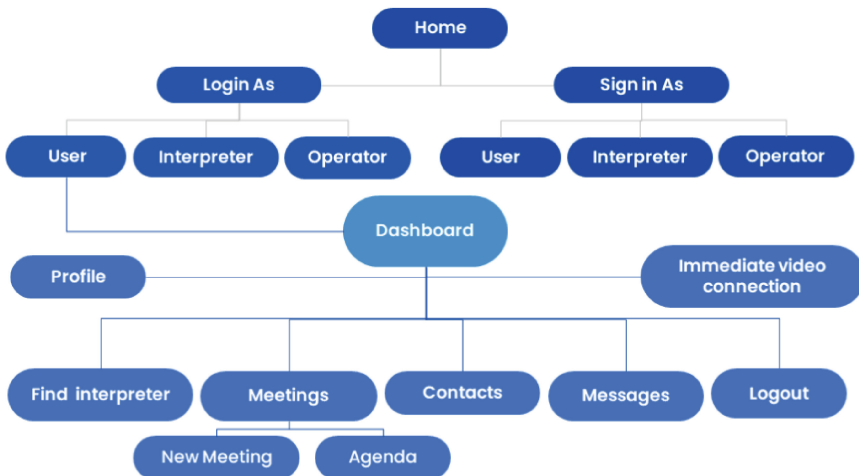 Home
Login As
Sign in As
User
Interpreter
Operator
User
Interpreter
Operator
Dashboard
Profile
Immediate video
connection
Find interpreter
Meetings
Contacts
Messages
Logout
New Meeting
Agenda